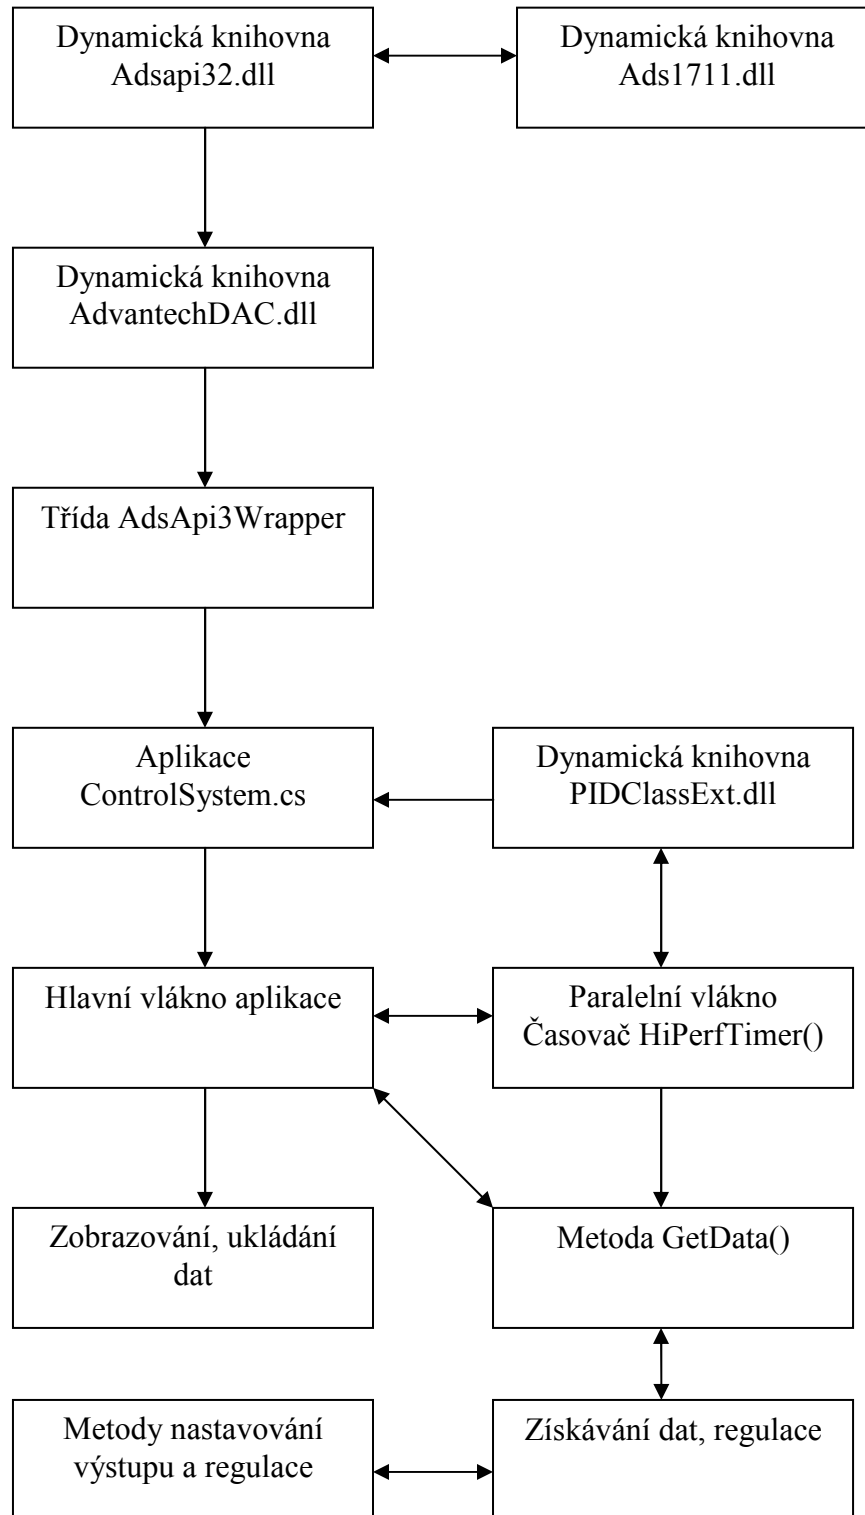 Dynamická knihovna
Adsapi32.dll
Dynamická knihovna
Ads1711.dll
Dynamická knihovna
AdvantechDAC.dll
Třída AdsApi3Wrapper
Aplikace
ControlSystem.cs
Dynamická knihovna
PIDClassExt.dll
Hlavní vlákno aplikace
Paralelní vlákno
Časovač HiPerfTimer()
Zobrazování, ukládání
dat
Metoda GetData()
Metody nastavování
výstupu a regulace
Získávání dat, regulace